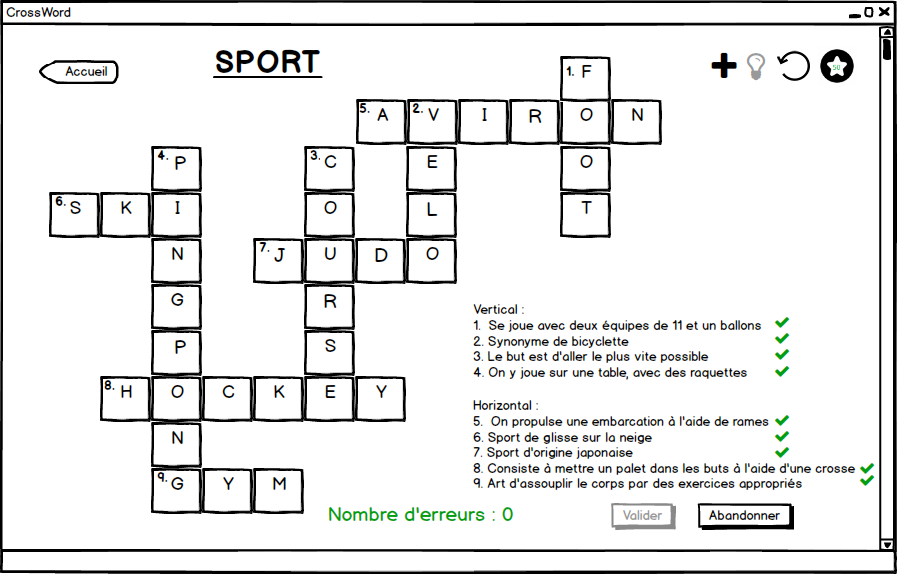 CrossWord
Accueil
SPORT
50
1. F
5. A 2. V I R O N
4. P 3. C E O
6. S K I O L T
N 7. J U D O
G R
P S
8. H O C K E Y
N
9. G Y M
Vertical :
1. Se joue avec deux équipes de 11 et un ballons
2. Synonyme de bicyclette
3. Le but est d'aller le plus vite possible
4. On y joue sur une table, avec des raquettes
Horizontal :
5. On propulse une embarcation à l'aide de rames
6. Sport de glisse sur la neige
7. Sport d'origine japonaise
8. Consiste à mettre un palet dans les buts à l'aide d'une crosse
9. Art d'assouplir le corps par des exercices appropriés
Nombre d'erreurs : 0
Valider
Abandonner